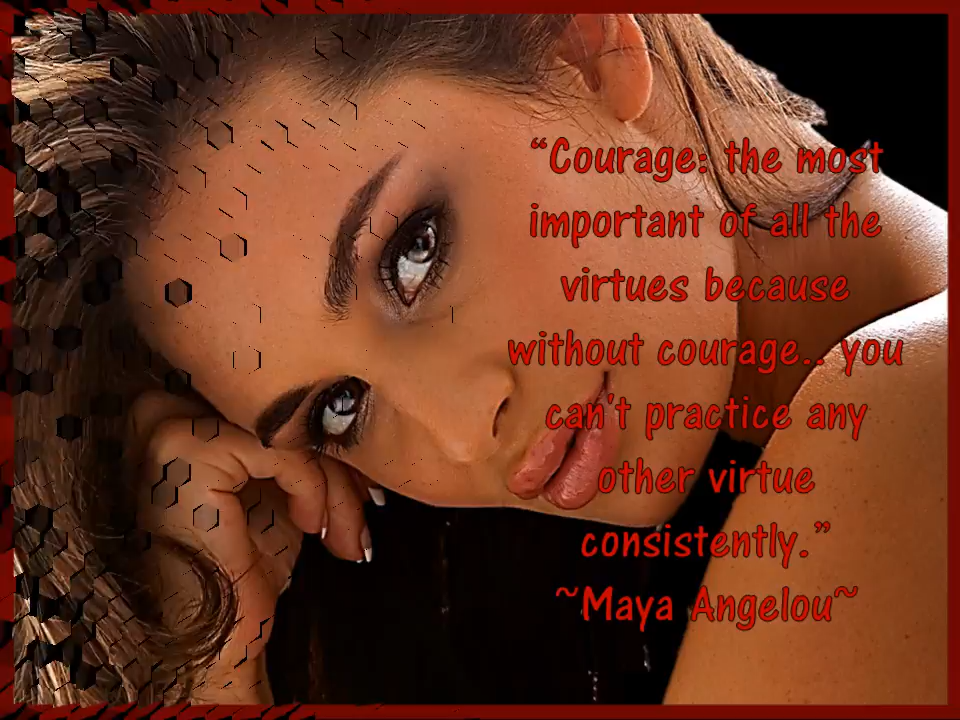 “Courage: the most
important of all the
virtues because
without courage.. you
can't practice any
other virtue
consistently.”
~Maya Angelou~